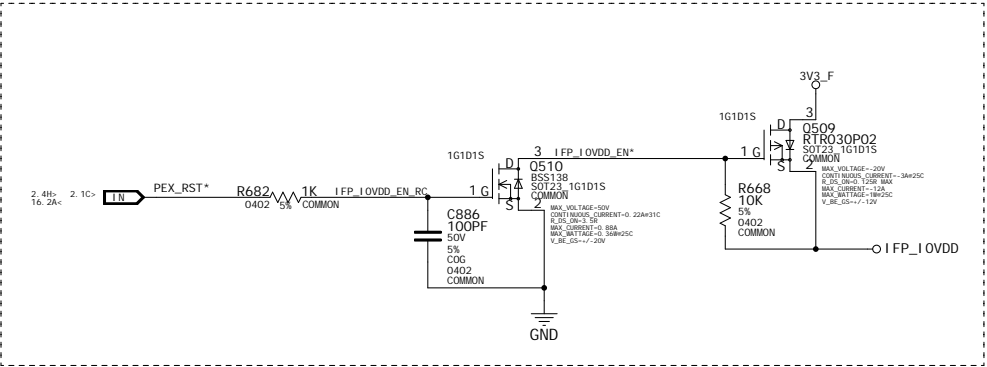 3V3_F
3
1G1D1S
D
Q509
RTR030P02
SOT23_1G1D1S
COMMON
1 G
S
2
MAX_VOLTAGE=-20V
CONTINUOUS_CURRENT=-3A@25C
R_DS_ON=0.125R MAX
MAX_CURRENT=-12A
MAX_WATTAGE=1W@25C
V_BE_GS=+/-12V
1G1D1S
D
3
IFP_IOVDD_EN*
Q510
BSS138
SOT23_1G1D1S
COMMON
1 G
S
2
MAX_VOLTAGE=50V
CONTINUOUS_CURRENT=0.22A@31C
R_DS_ON=3.5R
MAX_CURRENT=0.88A
MAX_WATTAGE=0.36W@25C
V_BE_GS=+/-20V
2.4H>
2.1C>
16.2A<
IN
PEX_RST*
R682
1K
0402
5%
COMMON
IFP_IOVDD_EN_RC
C886
100PF
50V
5%
COG
0402
COMMON
R668
10K
5%
0402
COMMON
IFP_IOVDD
GND